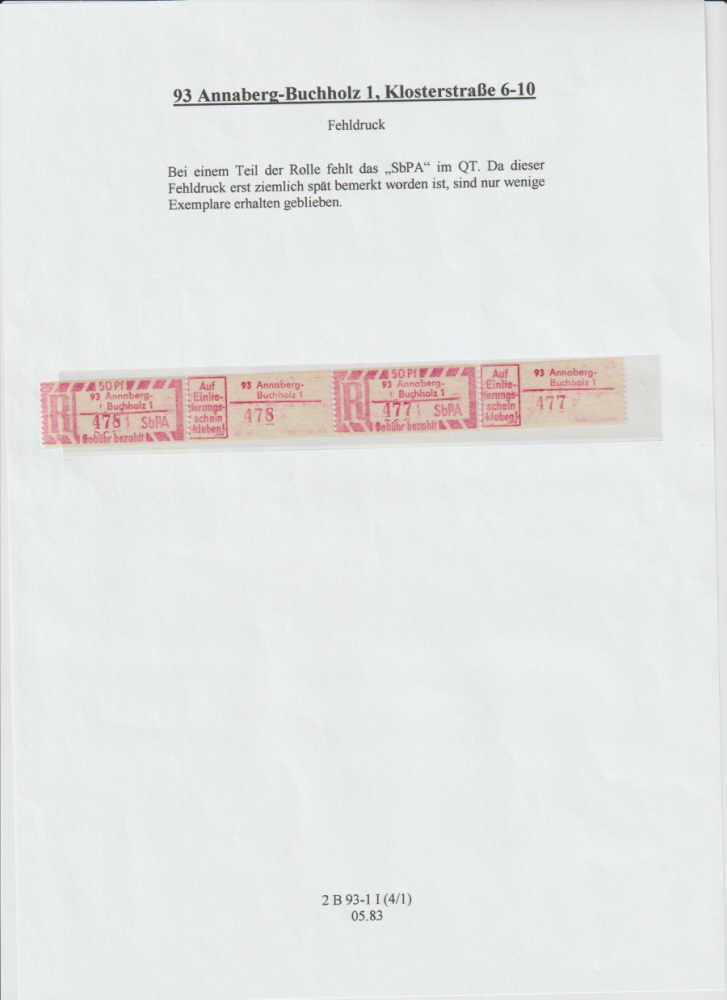 93 Annaberg-Buchholz 1, Klosterstraße 6-10
Fehldruck
Bei einem Teil der Rolle fehlt das „SbPA“ im QT. Da dieser
Fehldruck erst ziemlich spät bemerkt worden ist, sind nur wenige
Exemplare erhalten geblieben.
50 Pf
R
93 Annaberg-
Buchholz 1
478
SbPA
Gebühr bezahlt
Auf
Einlie-
ferungs-
schein
kleben!
93 Annaberg-
Buchholz 1
478
50 Pf
R
93 Annaberg-
Buchholz 1
477
SbPA
Gebühr bezahlt
Auf
Einlie-
ferungs-
schein
kleben!
93 Annaberg-
Buchholz 1
477
2 B 93-1 I (4/1)
05.83